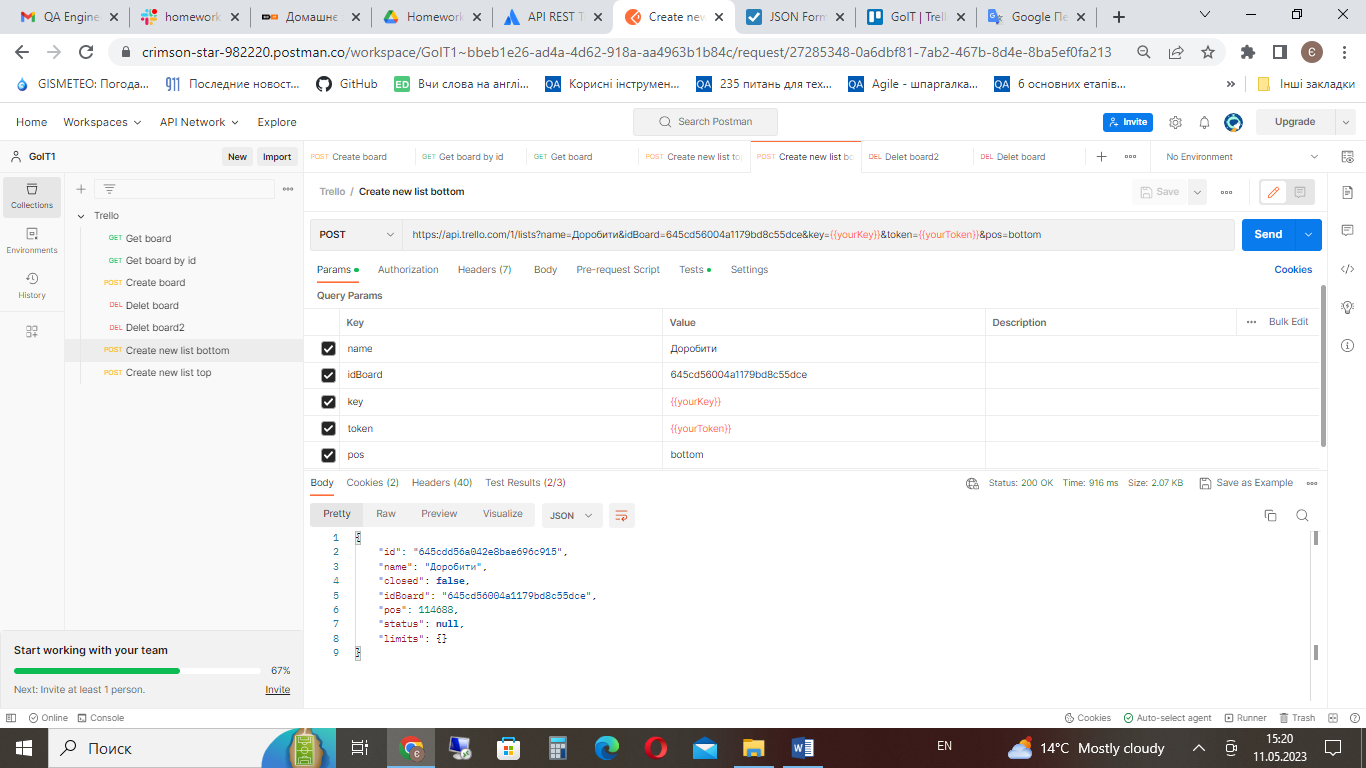 QA Engine
homework
Домашнє
Homework
API REST T
Create new
JSON Form
GoIT | Trell
Google Пе
crimson-star-982220.postman.co/workspace/GoIT1~bbeb1e26-ad4a-4d62-918a-aa4963b1b84c/request/27285348-0a6dbf81-7ab2-467b-8d4e-8ba5ef0fa213
Є
GISMETEO: Погода...
911
Последние новост...
GitHub
ED
Вчи слова на англі...
QA
Корисні інструмен...
QA
235 питань для тех...
QA
Agile - шпаргалка...
QA
6 основних етапів...
»
Інші закладки
Home
Workspaces
API Network
Explore
Search Postman
Invite
Upgrade
GoIT1
New
Import
POST Create board
GET Get board by id
GET Get board
POST Create new list to
POST Create new list bo
DEL Delet board2
DEL Delet board
No Environment
Collections
Environments
History
Trello
GET Get board
GET Get board by id
POST Create board
DEL Delet board
DEL Delet board2
POST Create new list bottom
POST Create new list top
Trello / Create new list bottom
Save
POST
https://api.trello.com/1/lists?name=Доробити&idBoard=645cd56004a1179bd8c55dce&key={{yourKey}}&token={{yourToken}}&pos=bottom
Send
Params
Authorization
Headers (7)
Body
Pre-request Script
Tests
Settings
Cookies
Query Params
Key
Value
Description
Bulk Edit
name
Доробити
idBoard
645cd56004a1179bd8c55dce
key
{{yourKey}}
token
{{yourToken}}
pos
bottom
Body
Cookies (2)
Headers (40)
Test Results (2/3)
Status: 200 OK
Time: 916 ms
Size: 2.07 KB
Save as Example
Pretty
Raw
Preview
Visualize
JSON
1 {
2 "id": "645cdd56a042e8bae696c915",
3 "name": "Доробити",
4 "closed": false,
5 "idBoard": "645cd56004a1179bd8c55dce",
6 "pos": 114688,
7 "status": null,
8 "limits": {}
9 }
Start working with your team
67%
Next: Invite at least 1 person.
Invite
Online
Console
Cookies
Auto-select agent
Runner
Trash
Поиск
Є
EN
14°C Mostly cloudy
15:20
11.05.2023